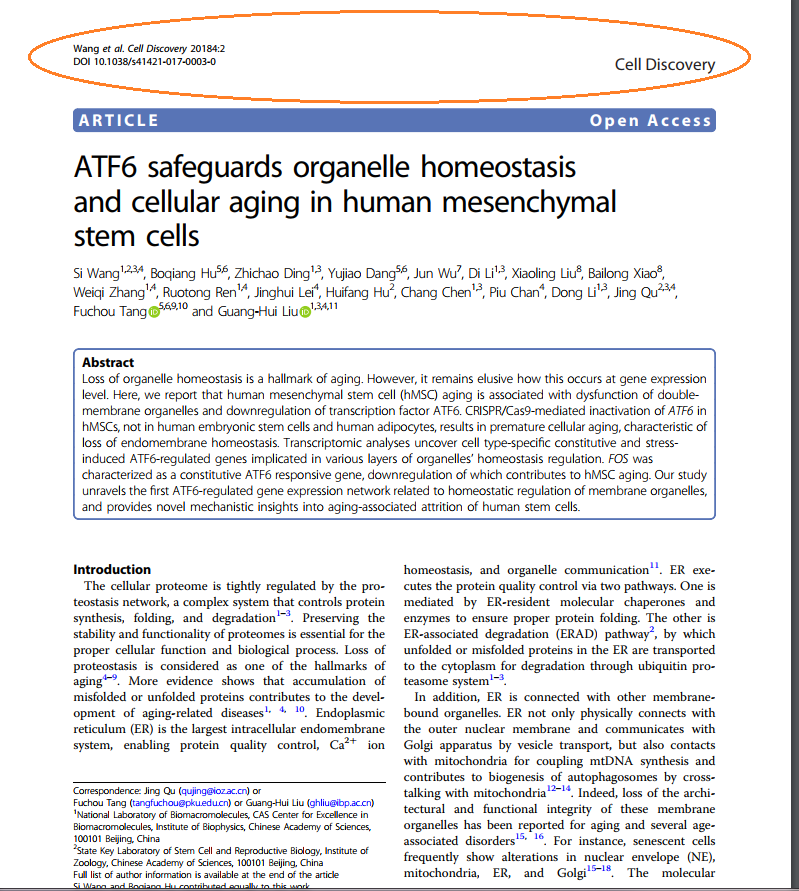 Wang et al. Cell Discovery 20184:2
DOI 10.1038/s41421-017-0003-0
Cell Discovery
ARTICLE
Open Access
ATF6 safeguards organelle homeostasis
and cellular aging in human mesenchymal
stem cells
Si Wang1,2,3,4, Boqiang Hu5,6, Zhichao Ding1,3, Yujiao Dang5,6, Jun Wu7, Di Li1,3, Xiaoling Liu8, Bailong Xiao8,
Weiqi Zhang1,4, Ruotong Ren1,4, Jinghui Lei4, Huifang Hu2, Chang Chen1,3, Piu Chan4, Dong Li1,3, Jing Qu2,3,4,
Fuchou Tang iD 5,6,9,10 and Guang-Hui Liu iD 1,3,4,11
Abstract
Loss of organelle homeostasis is a hallmark of aging. However, it remains elusive how this occurs at gene expression
level. Here, we report that human mesenchymal stem cell (hMSC) aging is associated with dysfunction of double-
membrane organelles and downregulation of transcription factor ATF6. CRISPR/Cas9-mediated inactivation of ATF6 in
hMSCs, not in human embryonic stem cells and human adipocytes, results in premature cellular aging, characteristic of
loss of endomembrane homeostasis. Transcriptomic analyses uncover cell type-specific constitutive and stress-
induced ATF6-regulated genes implicated in various layers of organelles' homeostasis regulation. FOS was
characterized as a constitutive ATF6 responsive gene, downregulation of which contributes to hMSC aging. Our study
unravels the first ATF6-regulated gene expression network related to homeostatic regulation of membrane organelles,
and provides novel mechanistic insights into aging-associated attrition of human stem cells.
Introduction
The cellular proteome is tightly regulated by the pro-
teostasis network, a complex system that controls protein
synthesis, folding, and degradation1–3. Preserving the
stability and functionality of proteomes is essential for the
proper cellular function and biological process. Loss of
proteostasis is considered as one of the hallmarks of
aging4–9. More evidence shows that accumulation of
misfolded or unfolded proteins contributes to the devel-
opment of aging-related diseases1, 4, 10. Endoplasmic
reticulum (ER) is the largest intracellular endomembrane
system, enabling protein quality control, Ca2+ ion
Correspondence: Jing Qu (qujing@ioz.ac.cn) or
Fuchou Tang (tangfuchou@pku.edu.cn) or Guang-Hui Liu (ghliu@ibp.ac.cn)
1National Laboratory of Biomacromolecules, CAS Center for Excellence in
Biomacromolecules, Institute of Biophysics, Chinese Academy of Sciences,
100101 Beijing, China
2State Key Laboratory of Stem Cell and Reproductive Biology, Institute of
Zoology, Chinese Academy of Sciences, 100101 Beijing, China
Full list of author information is available at the end of the article
Si Wang and Boqiang Hu contributed equally to this work
homeostasis, and organelle communication11. ER exe-
cutes the protein quality control via two pathways. One is
mediated by ER-resident molecular chaperones and
enzymes to ensure proper protein folding. The other is
ER-associated degradation (ERAD) pathway2, by which
unfolded or misfolded proteins in the ER are transported
to the cytoplasm for degradation through ubiquitin pro-
teasome system1–3.
In addition, ER is connected with other membrane-
bound organelles. ER not only physically connects with
the outer nuclear membrane and communicates with
Golgi apparatus by vesicle transport, but also contacts
with mitochondria for coupling mtDNA synthesis and
contributes to biogenesis of autophagosomes by cross-
talking with mitochondria12–14. Indeed, loss of the archi-
tectural and functional integrity of these membrane
organelles has been reported for aging and several age-
associated disorders15, 16. For instance, senescent cells
frequently show alterations in nuclear envelope (NE),
mitochondria, ER, and Golgi15–18. The molecular